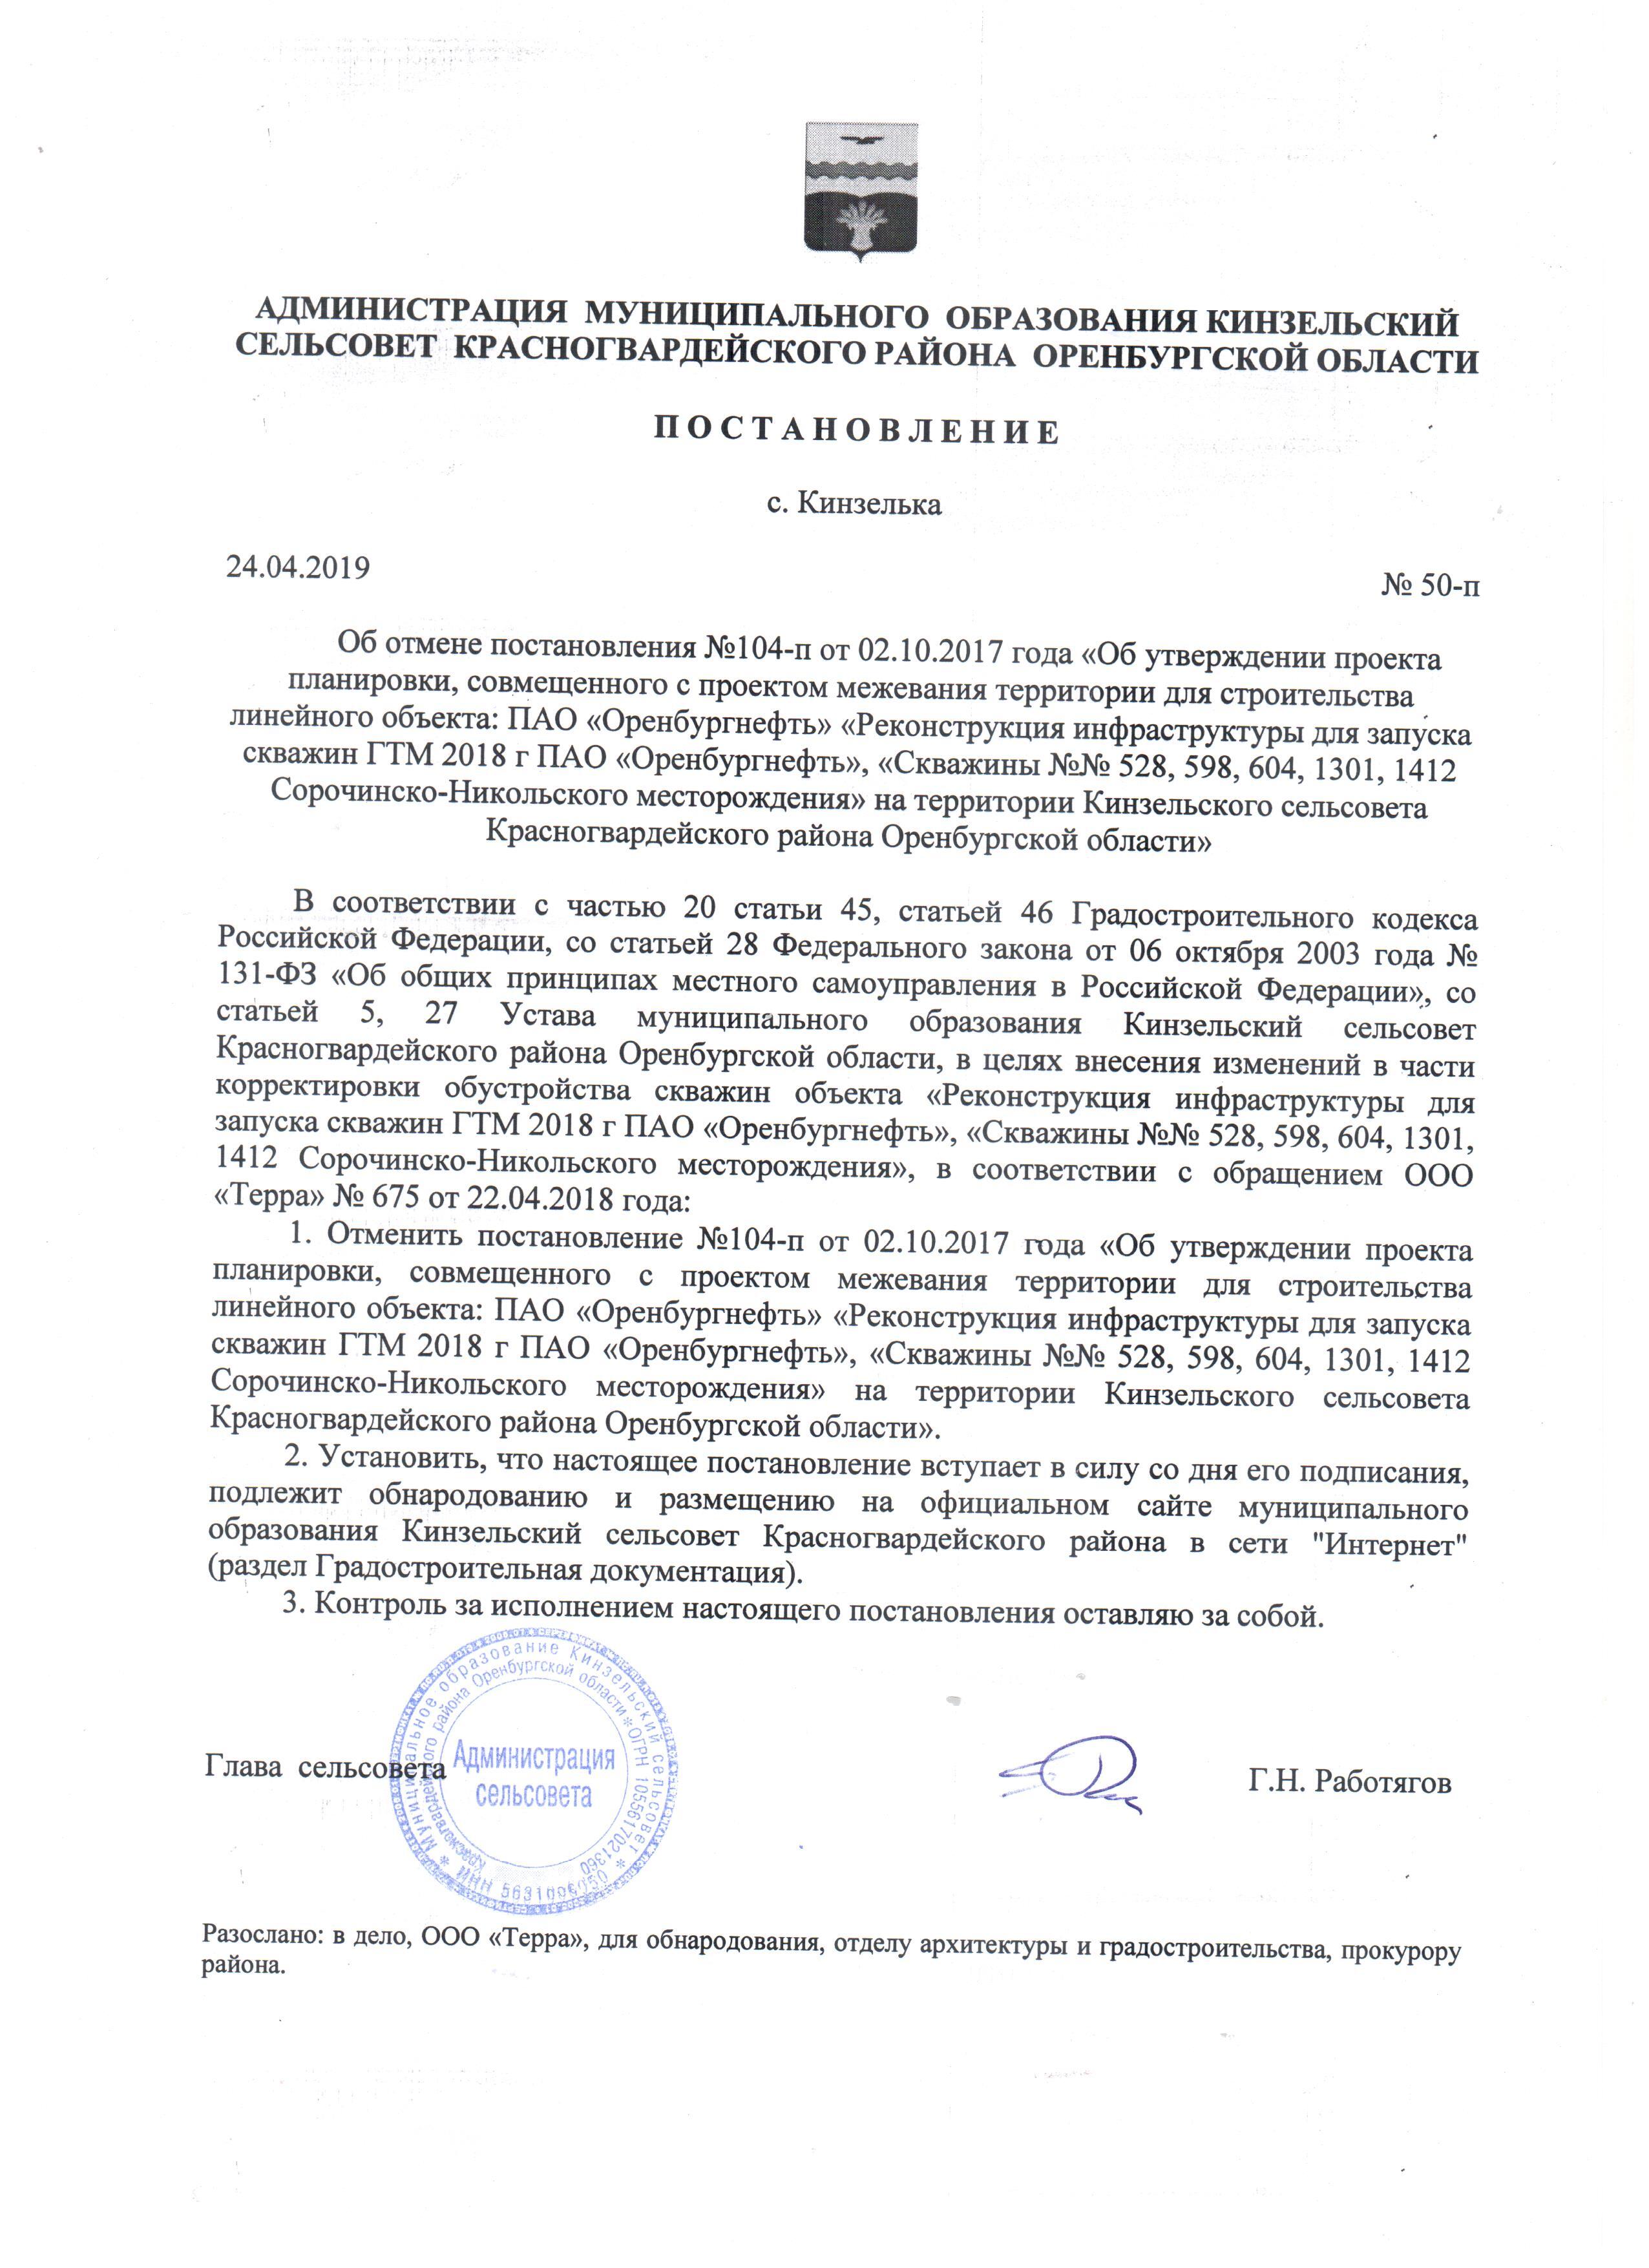 АДМИНИСТРАЦИЯ МУНИЦИПАЛЬНОГО ОБРАЗОВАНИЯ КИНЗЕЛЬСКИЙ
СЕЛЬСОВЕТ КРАСНОГВАРДЕЙСКОГО РАЙОНА ОРЕНБУРГСКОЙ ОБЛАСТИ
П О С Т А Н О В Л Е Н И Е
с. Кинзелька
24.04.2019
№ 50-п
Об отмене постановления №104-п от 02.10.2017 года «Об утверждении проекта
планировки, совмещенного с проектом межевания территории для строительства
линейного объекта: ПАО «Оренбургнефть» «Реконструкция инфраструктуры для запуска
скважин ГТМ 2018 г ПАО «Оренбургнефть», «Скважины №№ 528, 598, 604, 1301, 1412
Сорочинско-Никольского месторождения» на территории Кинзельского сельсовета
Красногвардейского района Оренбургской области»
В соответствии с частью 20 статьи 45, статьей 46 Градостроительного кодекса
Российской Федерации, со статьей 28 Федерального закона от 06 октября 2003 года №
131-ФЗ «Об общих принципах местного самоуправления в Российской Федерации», со
статьей 5, 27 Устава муниципального образования Кинзельский сельсовет
Красногвардейского района Оренбургской области, в целях внесения изменений в части
корректировки обустройства скважин объекта «Реконструкция инфраструктуры для
запуска скважин ГТМ 2018 г ПАО «Оренбургнефть», «Скважины №№ 528, 598, 604, 1301,
1412 Сорочинско-Никольского месторождения», в соответствии с обращением ООО
«Терра» № 675 от 22.04.2018 года:
1. Отменить постановление №104-п от 02.10.2017 года «Об утверждении проекта
планировки, совмещенного с проектом межевания территории для строительства
линейного объекта: ПАО «Оренбургнефть» «Реконструкция инфраструктуры для запуска
скважин ГТМ 2018 г ПАО «Оренбургнефть», «Скважины №№ 528, 598, 604, 1301, 1412
Сорочинско-Никольского месторождения» на территории Кинзельского сельсовета
Красногвардейского района Оренбургской области».
2. Установить, что настоящее постановление вступает в силу со дня его подписания,
подлежит обнародованию и размещению на официальном сайте муниципального
образования Кинзельский сельсовет Красногвардейского района в сети "Интернет"
(раздел Градостроительная документация).
3. Контроль за исполнением настоящего постановления оставляю за собой.
Муниципальное образование Кинзельский сельсовет *
Красногвардейского района Оренбургской области * ОГРН 1055617021360
* ИНН
Администрация
сельсовета
Глава сельсовета
Г.Н. Работягов
Разослано: в дело, ООО «Терра», для обнародования, отделу архитектуры и градостроительства, прокурору
района.